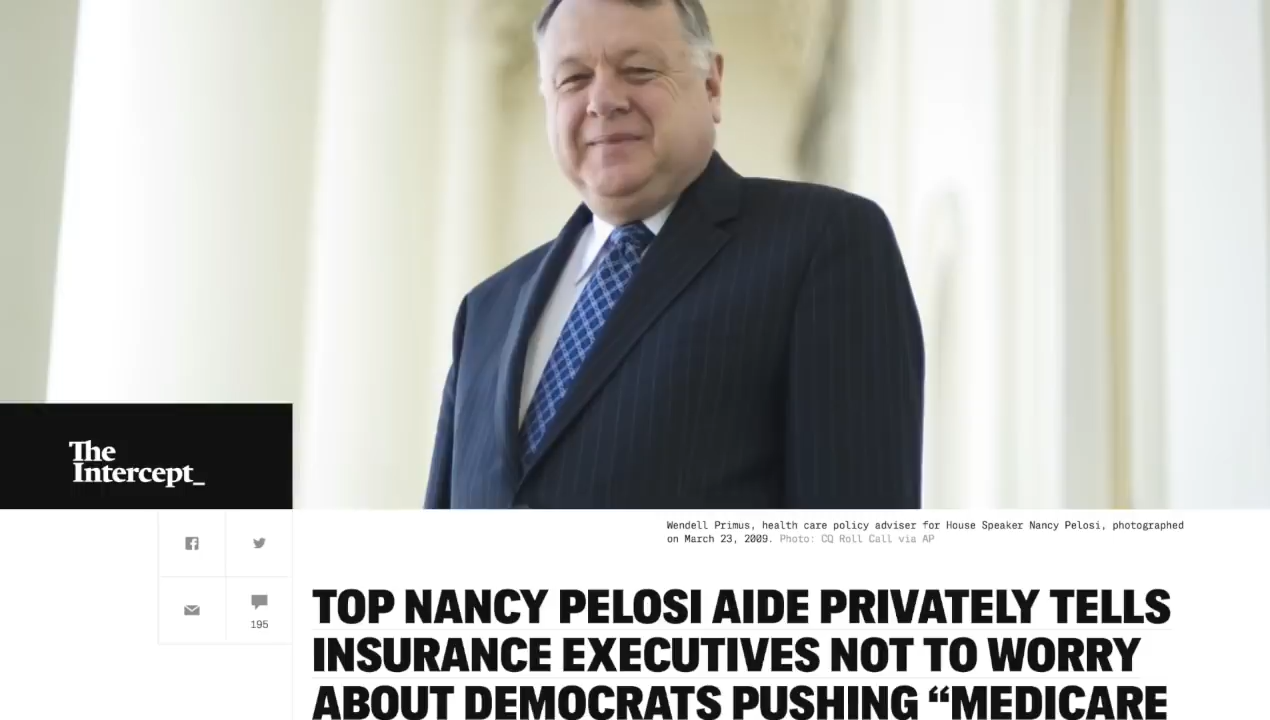 The
Intercept_
Wendell Primus, health care policy adviser for House Speaker Nancy Pelosi, photographed
on March 23, 2009. Photo: CQ Roll Call via AP
195
TOP NANCY PELOSI AIDE PRIVATELY TELLS
INSURANCE EXECUTIVES NOT TO WORRY
ABOUT DEMOCRATS PUSHING “MEDICARE